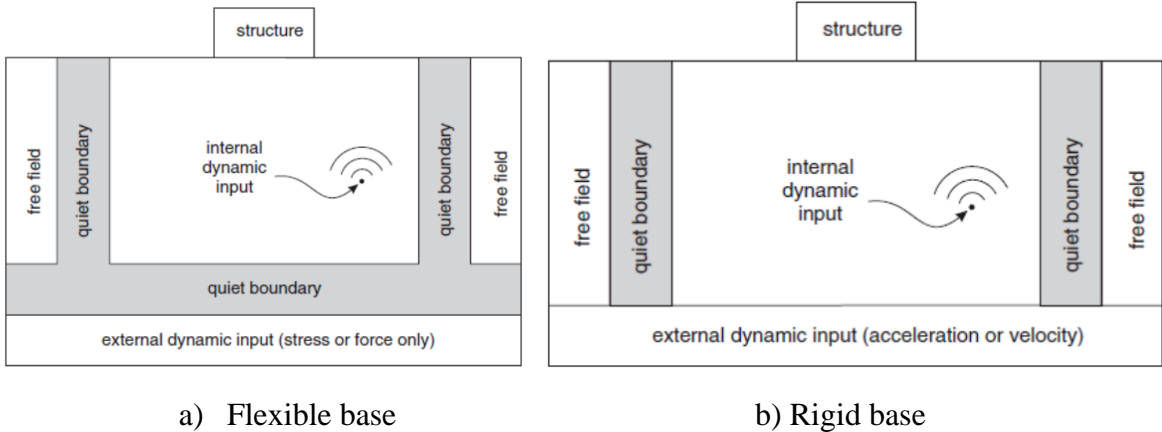 structure
free field
quiet boundary
internal
dynamic
input
quiet boundary
free field
quiet boundary
external dynamic input (stress or force only)
a) Flexible base
structure
free field
quiet boundary
internal
dynamic
input
quiet boundary
free field
external dynamic input (acceleration or velocity)
b) Rigid base